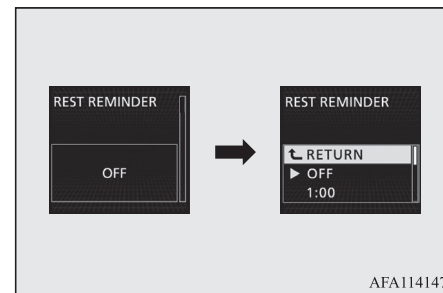 REST REMINDER
OFF
REST REMINDER
RETURN
OFF
1:00
AFA114147